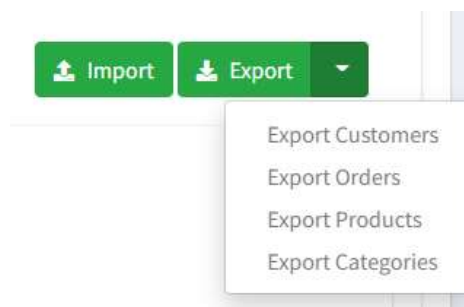 Import Export
Export Customers
Export Orders
Export Products
Export Categories